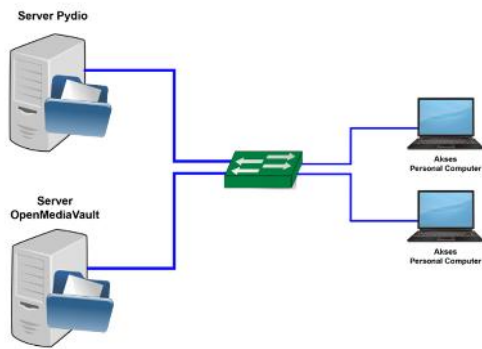 Server Pydio
Server
OpenMediaVault
Akses
Personal Computer
Akses
Personal Computer